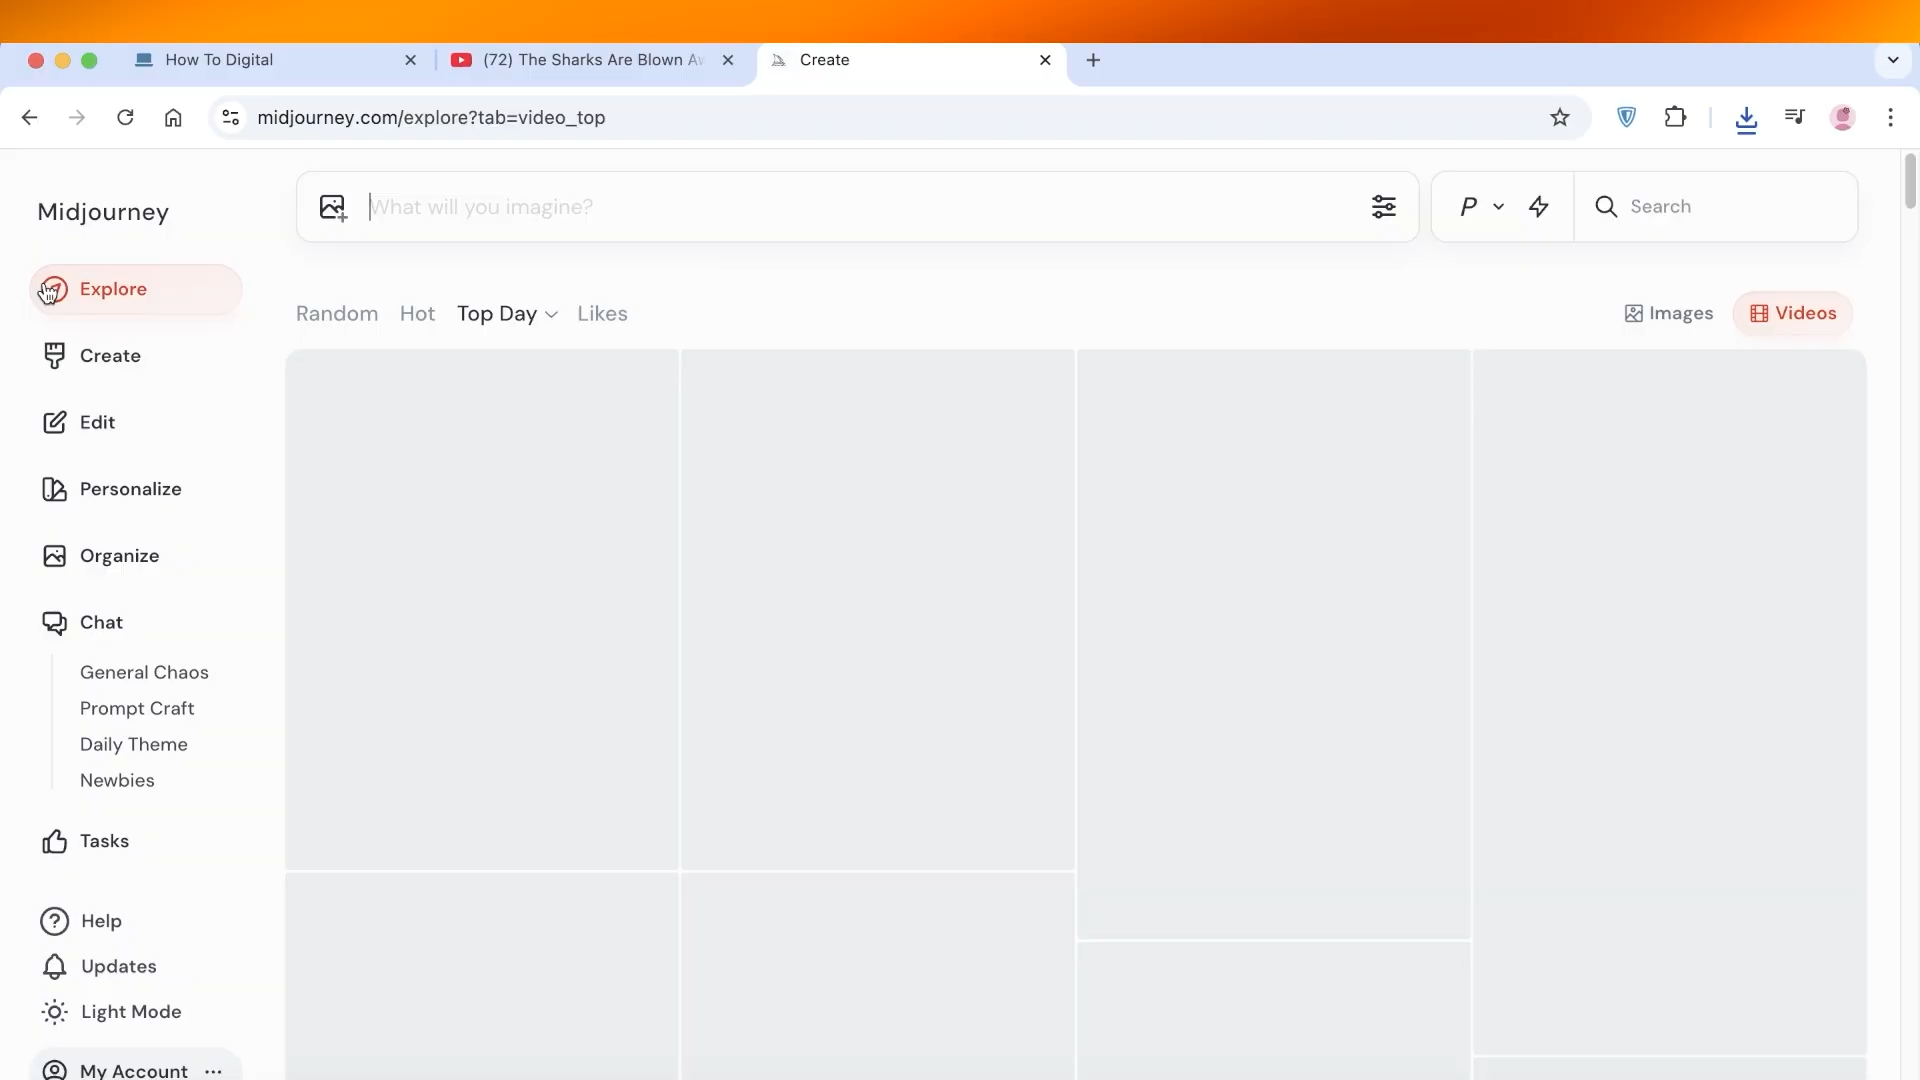 How To Digital
(72) The Sharks Are Blown Aw
Create
midjourney.com/explore?tab=video_top
Midjourney
What will you imagine?
P
Search
Explore
Random
Hot
Top Day
Likes
Images
Videos
Create
Edit
Personalize
Organize
Chat
General Chaos
Prompt Craft
Daily Theme
Newbies
Tasks
Help
Updates
Light Mode
My Account